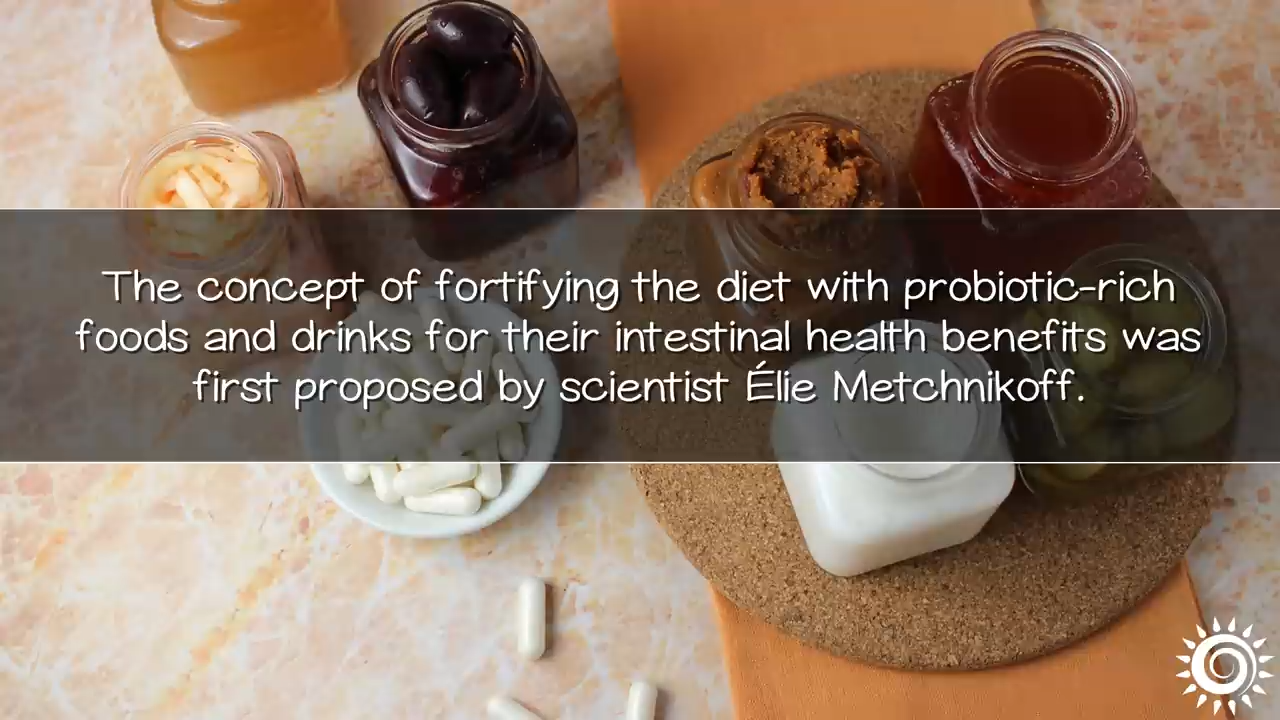 The concept of fortifying the diet with probiotic-rich
foods and drinks for their intestinal health benefits was
first proposed by scientist Élie Metchnikoff.